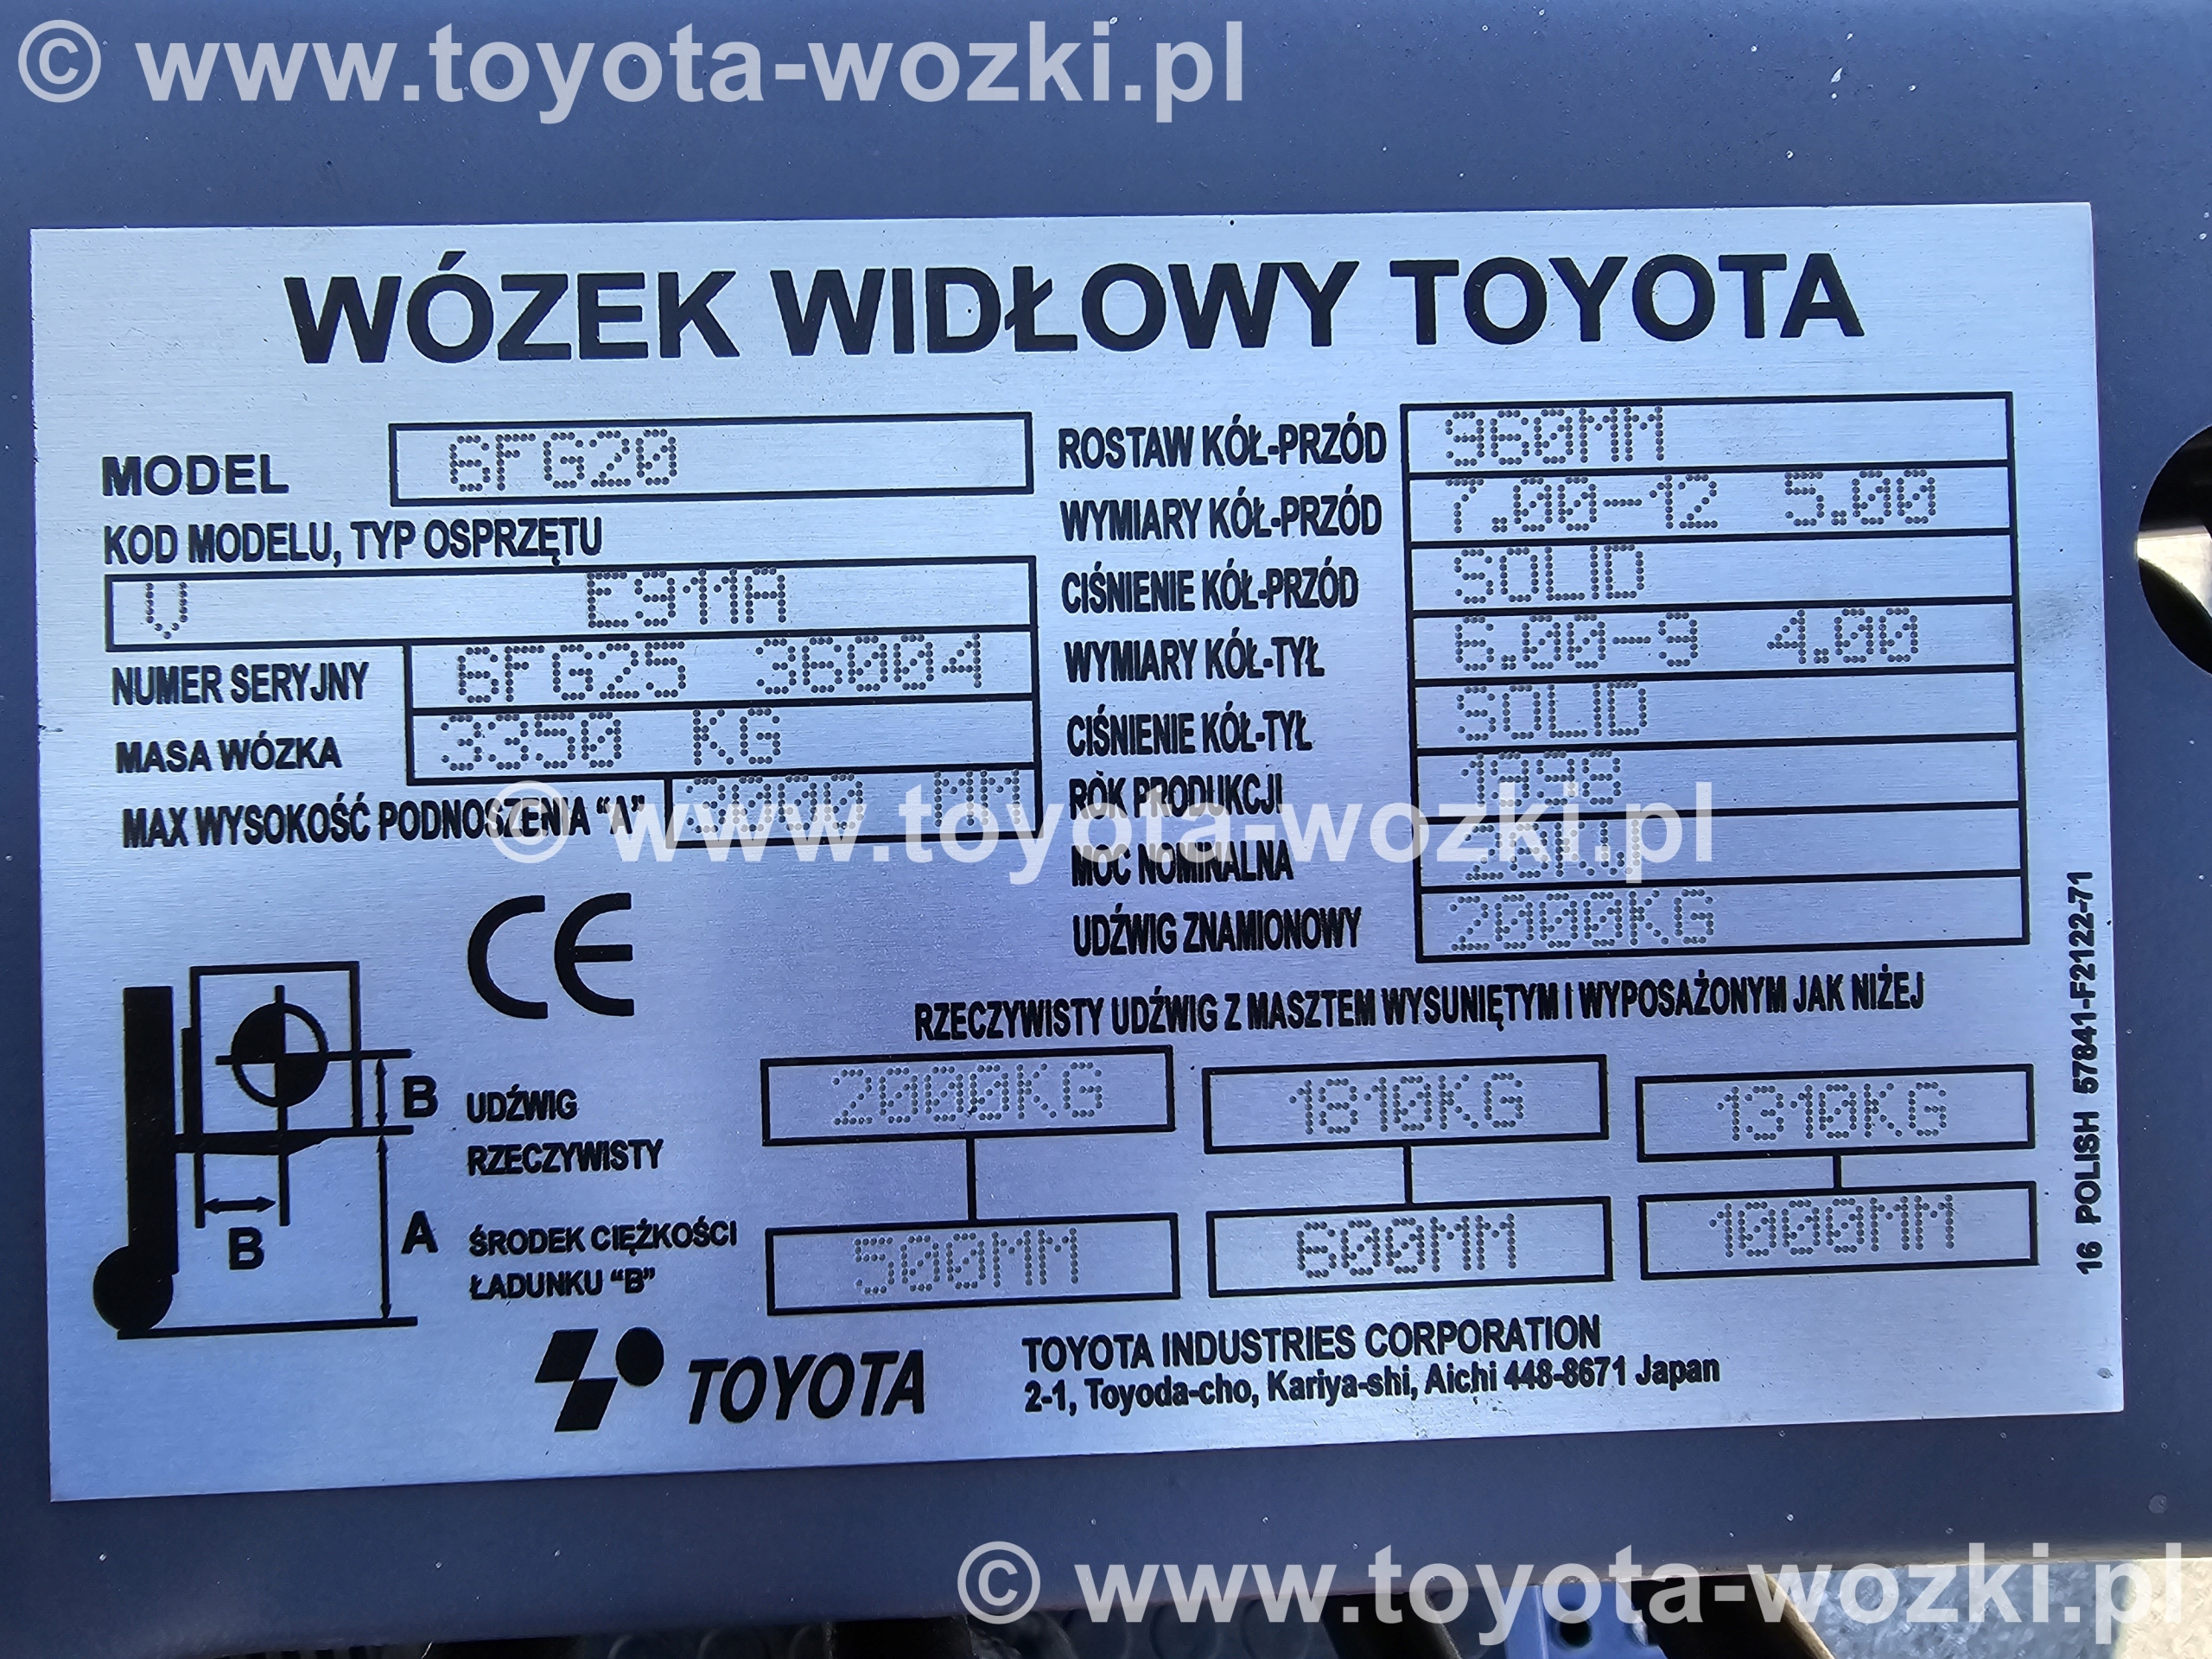 © www.toyota-wozki.pl
WÓZEK WIDŁOWY TOYOTA
MODEL 6FG20
KOD MODELU, TYP OSPRZĘTU
V E911A
NUMER SERYJNY 6FG25 36004
MASA WÓZKA 3350 KG
MAX WYSOKOŚĆ PODNOSZENIA "A" 3000 MM
ROSTAW KÓŁ-PRZÓD 960MM
WYMIARY KÓŁ-PRZÓD 7.00-12 5.00
CIŚNIENIE KÓŁ-PRZÓD SOLID
WYMIARY KÓŁ-TYŁ 6.00-9 4.00
CIŚNIENIE KÓŁ-TYŁ SOLID
ROK PRODUKCJI 1998
© www.toyota-wozki.pl
MOC NOMINALNA
UDŹWIG ZNAMIONOWY 2000KG
CE
RZECZYWISTY UDŹWIG Z MASZTEM WYSUNIĘTYM I WYPOSAŻONYM JAK NIŻEJ
B
B
A
UDŹWIG
RZECZYWISTY
2000KG 1810KG 1310KG
ŚRODEK CIĘŻKOŚCI
ŁADUNKU "B"
500MM 600MM 1000MM
16 POLISH 57841-F2122-71
TOYOTA
TOYOTA INDUSTRIES CORPORATION
2-1, Toyoda-cho, Kariya-shi, Aichi 448-8671 Japan
© www.toyota-wozki.pl